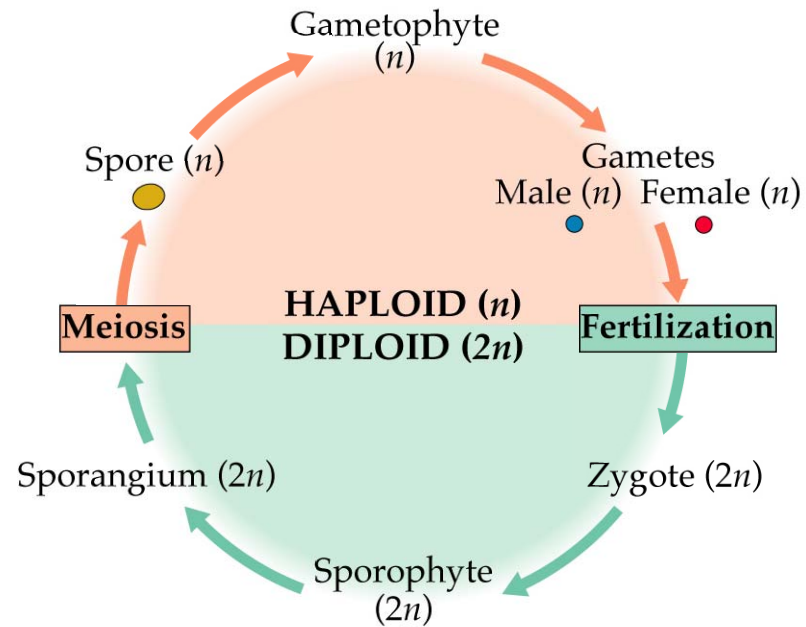 Gametophyte
(n)
Spore (n)
Gametes
Male (n) Female (n)
HAPLOID (n)
DIPLOID (2n)
Meiosis
Fertilization
Sporangium (2n)
Zygote (2n)
Sporophyte
(2n)